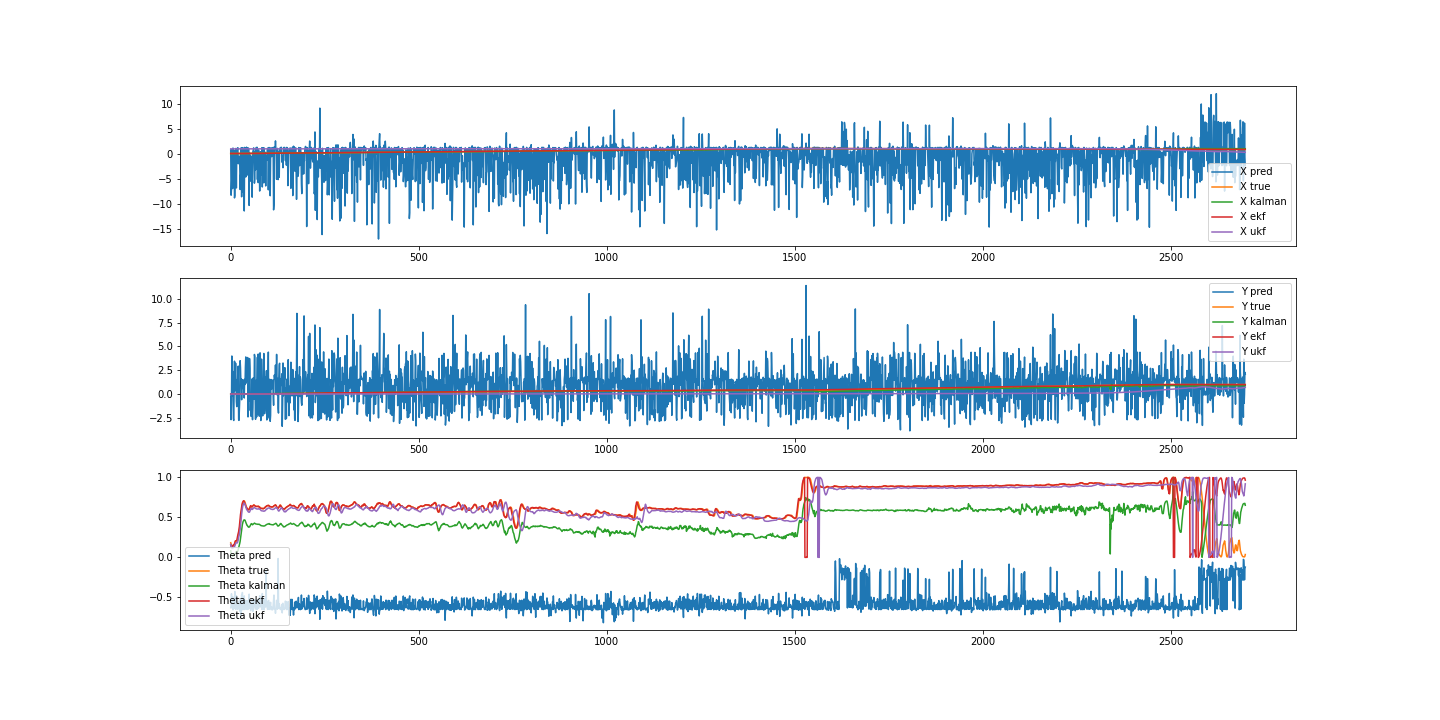 10
5
0
−5
−10
−15
0
500
1000
1500
2000
2500
X pred
X true
X kalman
X ekf
X ukf
10.0
7.5
5.0
2.5
0.0
−2.5
0
500
1000
1500
2000
2500
Y pred
Y true
Y kalman
Y ekf
Y ukf
1.0
0.5
0.0
−0.5
0
500
1000
1500
2000
2500
Theta pred
Theta true
Theta kalman
Theta ekf
Theta ukf